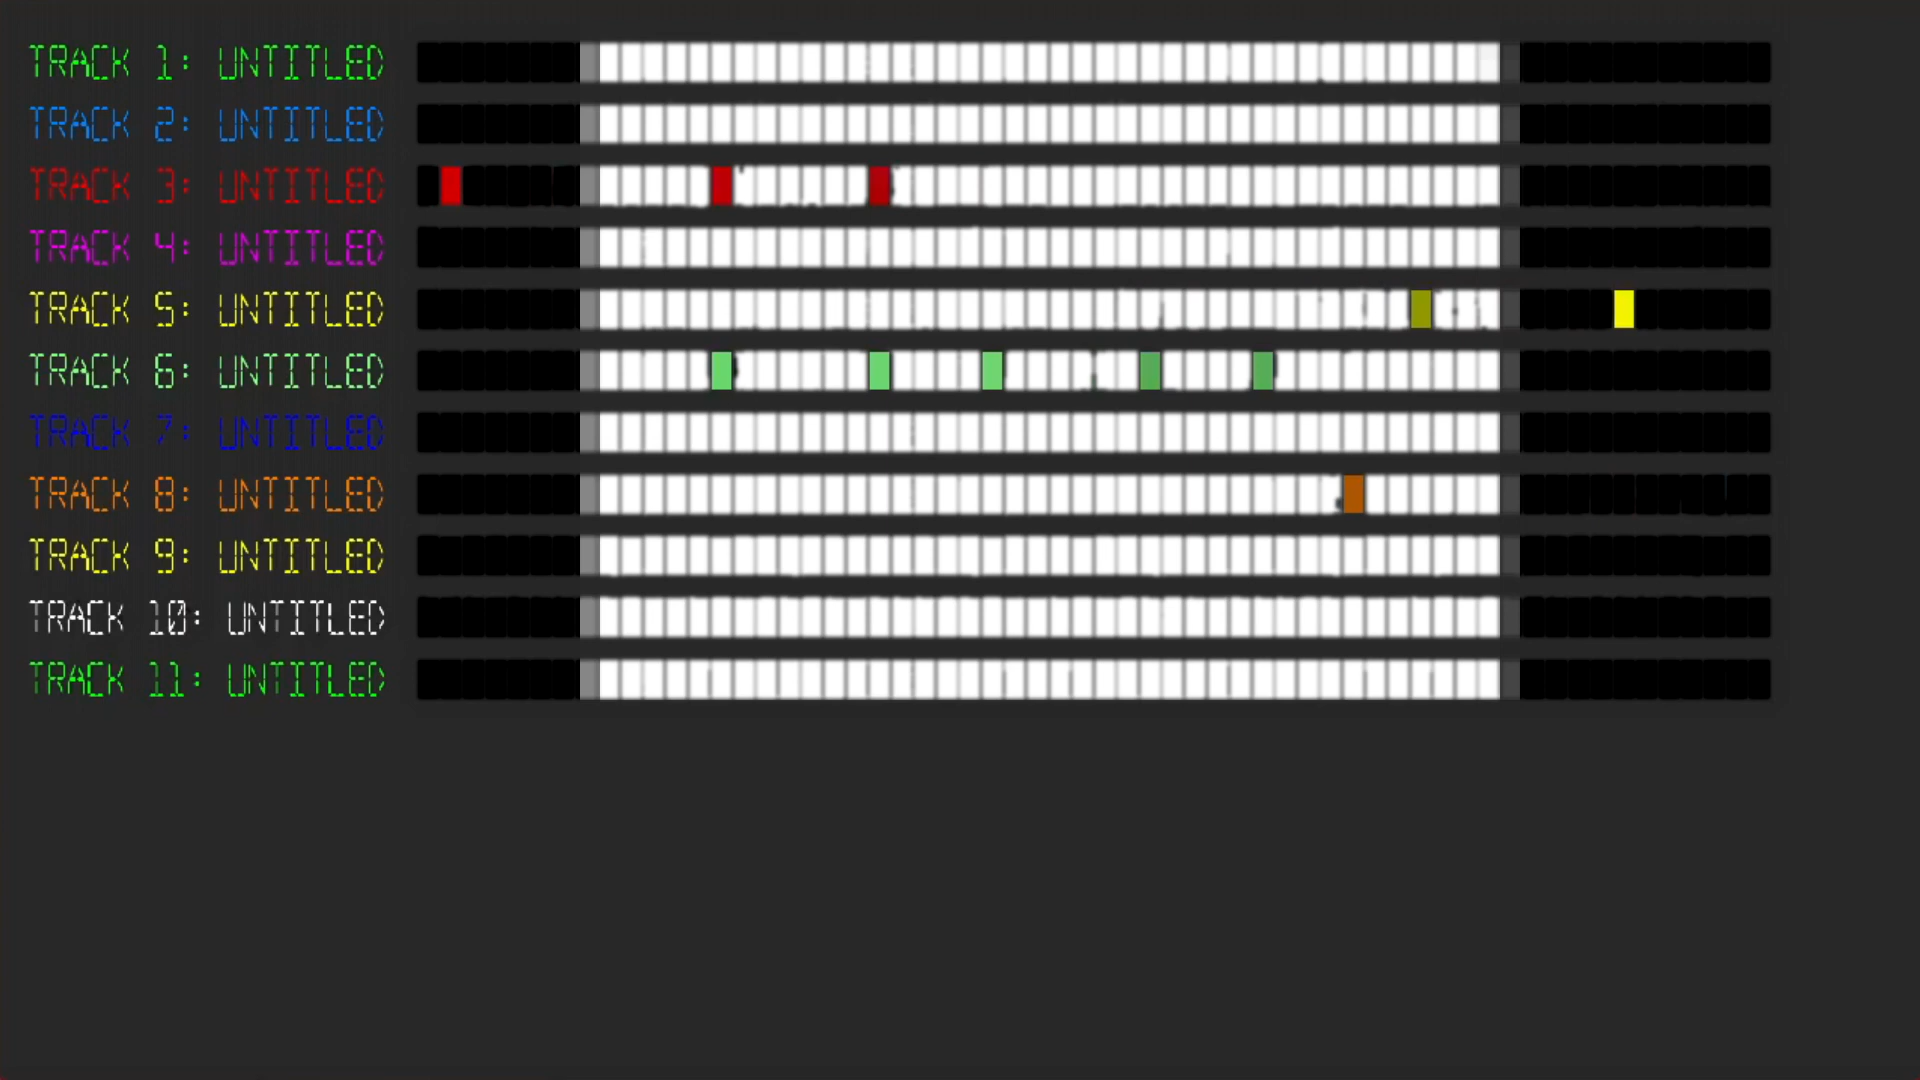 TRACK 1: UNTITLED
TRACK 2: UNTITLED
TRACK 3: UNTITLED
TRACK 4: UNTITLED
TRACK 5: UNTITLED
TRACK 6: UNTITLED
TRACK 7: UNTITLED
TRACK 8: UNTITLED
TRACK 9: UNTITLED
TRACK 10: UNTITLED
TRACK 11: UNTITLED